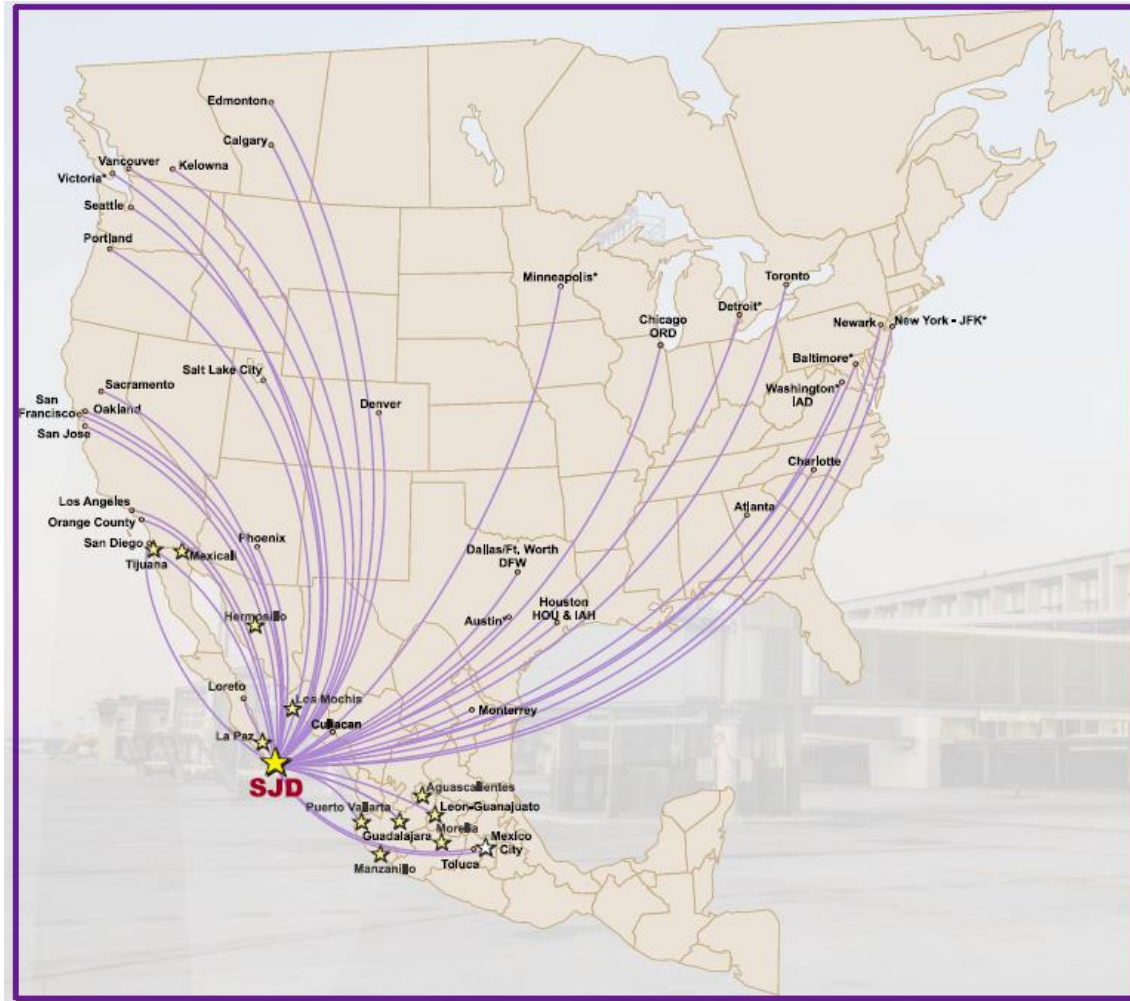 Edmonton
Calgary
Vancouver
Kelowna
Victoria*
Seattle
Portland
Minneapolis*
Toronto
Detroit*
Chicago
ORD
Newark
New York - JFK*
Baltimore*
Washington*
IAD
Salt Lake City
Sacramento
Denver
San
Francisco
Oakland
San Jose
Charlotte
Los Angeles
Orange County
Atlanta
San Diego
Phoenix
Tijuana
Mexicali
Dallas/Ft. Worth
DFW
Houston
HOU & IAH
Austin*
Hermosillo
Loreto
Los Mochis
Monterrey
Culiacan
La Paz
SJD
Aguascalientes
Puerto Vallarta
Leon-Guanajuato
Guadalajara
Morelia
Mexico
City
Toluca
Manzanillo